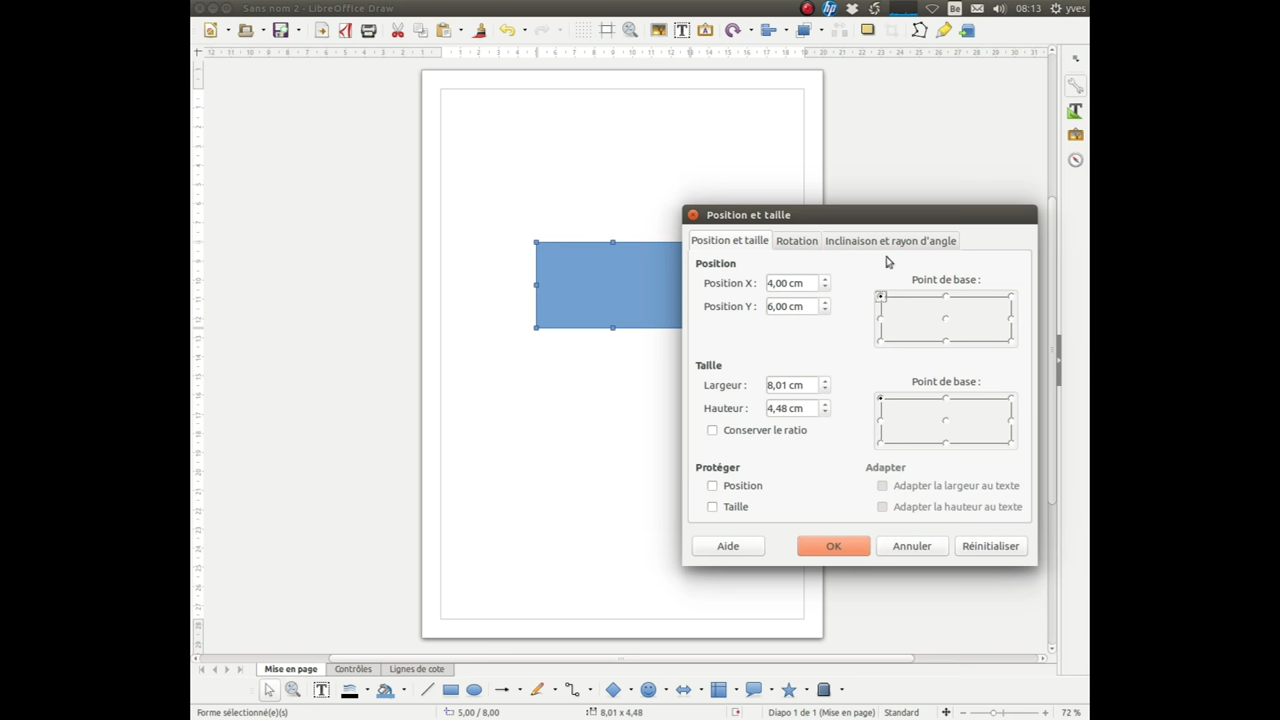 Sans nom 2 - LibreOffice Draw
Be
08:13
yves
Position et taille
Position et taille
Rotation
Inclinaison et rayon d'angle
Position
Point de base :
Position X :
4,00 cm
Position Y :
6,00 cm
Taille
Point de base :
Largeur :
8,01 cm
Hauteur :
4,48 cm
Conserver le ratio
Protéger
Adapter
Position
Adapter la largeur au texte
Taille
Adapter la hauteur au texte
Aide
OK
Annuler
Réinitialiser
Mise en page
Contrôles
Lignes de cote
Forme sélectionné(e)(s)
5,00 / 8,00
8,01 x 4,48
Diapo 1 de 1 (Mise en page)
Standard
72 %